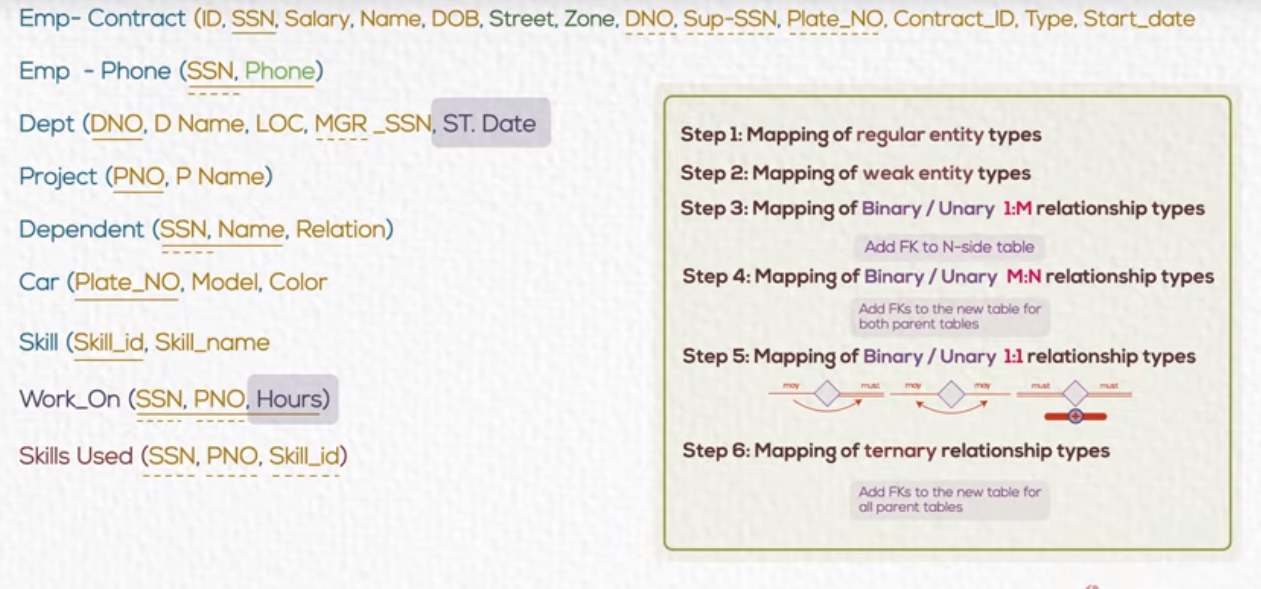 Emp- Contract (ID, SSN, Salary, Name, DOB, Street, Zone, DNO, Sup-SSN, Plate_NO, Contract_ID, Type, Start_date
Emp - Phone (SSN, Phone)
Dept (DNO, D Name, LOC, MGR _SSN, ST. Date
Project (PNO, P Name)
Dependent (SSN, Name, Relation)
Car (Plate_NO, Model, Color
Skill (Skill_id, Skill_name
Work_On (SSN, PNO, Hours)
Skills Used (SSN, PNO, Skill_id)
Step 1: Mapping of regular entity types
Step 2: Mapping of weak entity types
Step 3: Mapping of Binary / Unary 1:M relationship types
Add FK to N-side table
Step 4: Mapping of Binary / Unary M:N relationship types
Add FKs to the new table for
both parent tables
Step 5: Mapping of Binary / Unary 1:1 relationship types
may must may may must must
Step 6: Mapping of ternary relationship types
Add FKs to the new table for
all parent tables